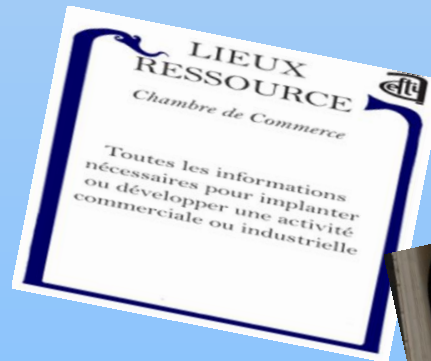 LIEUX
RESSOURCE
Chambre de Commerce
Toutes les informations
nécessaires pour implanter
ou développer une activité
commerciale ou industrielle